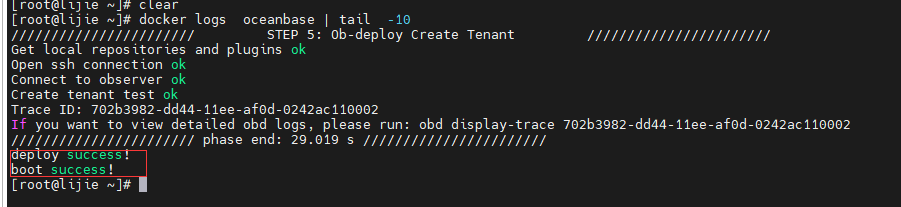 [root@lijie ~]# clear
[root@lijie ~]# docker logs  oceanbase | tail  -10
/////////////////////// STEP 5: Ob-deploy Create Tenant ///////////////////////
Get local repositories and plugins ok
Open ssh connection ok
Connect to observer ok
Create tenant test ok
Trace ID: 702b3982-dd44-11ee-af0d-0242ac110002
If you want to view detailed obd logs, please run: obd display-trace 702b3982-dd44-11ee-af0d-0242ac110002
/////////////////////// phase end: 29.019 s ///////////////////////
deploy success!
boot success!
[root@lijie ~]#